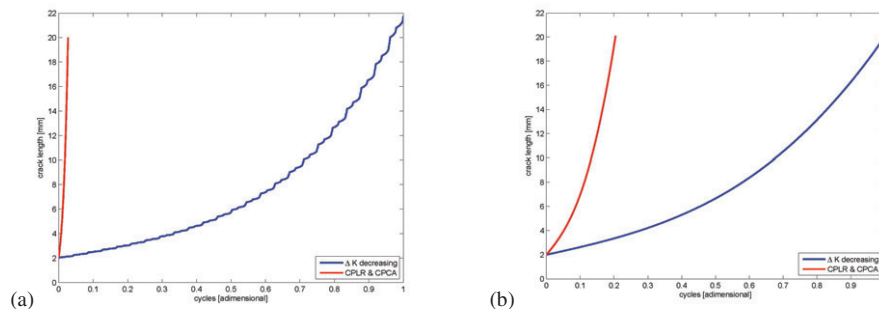 22
20
18
16
14
12
10
8
6
4
2
0
crack length [mm]
0 0.1 0.2 0.3 0.4 0.5 0.6 0.7 0.8 0.9 1
cycles [adimensional]
Δ K decreasing
CPLR & CPCA
(a)
22
20
18
16
14
12
10
8
6
4
2
0
crack length [mm]
0 0.1 0.2 0.3 0.4 0.5 0.6 0.7 0.8 0.9
cycles [adimensional]
Δ K decreasing
CPLR & CPCA
(b)